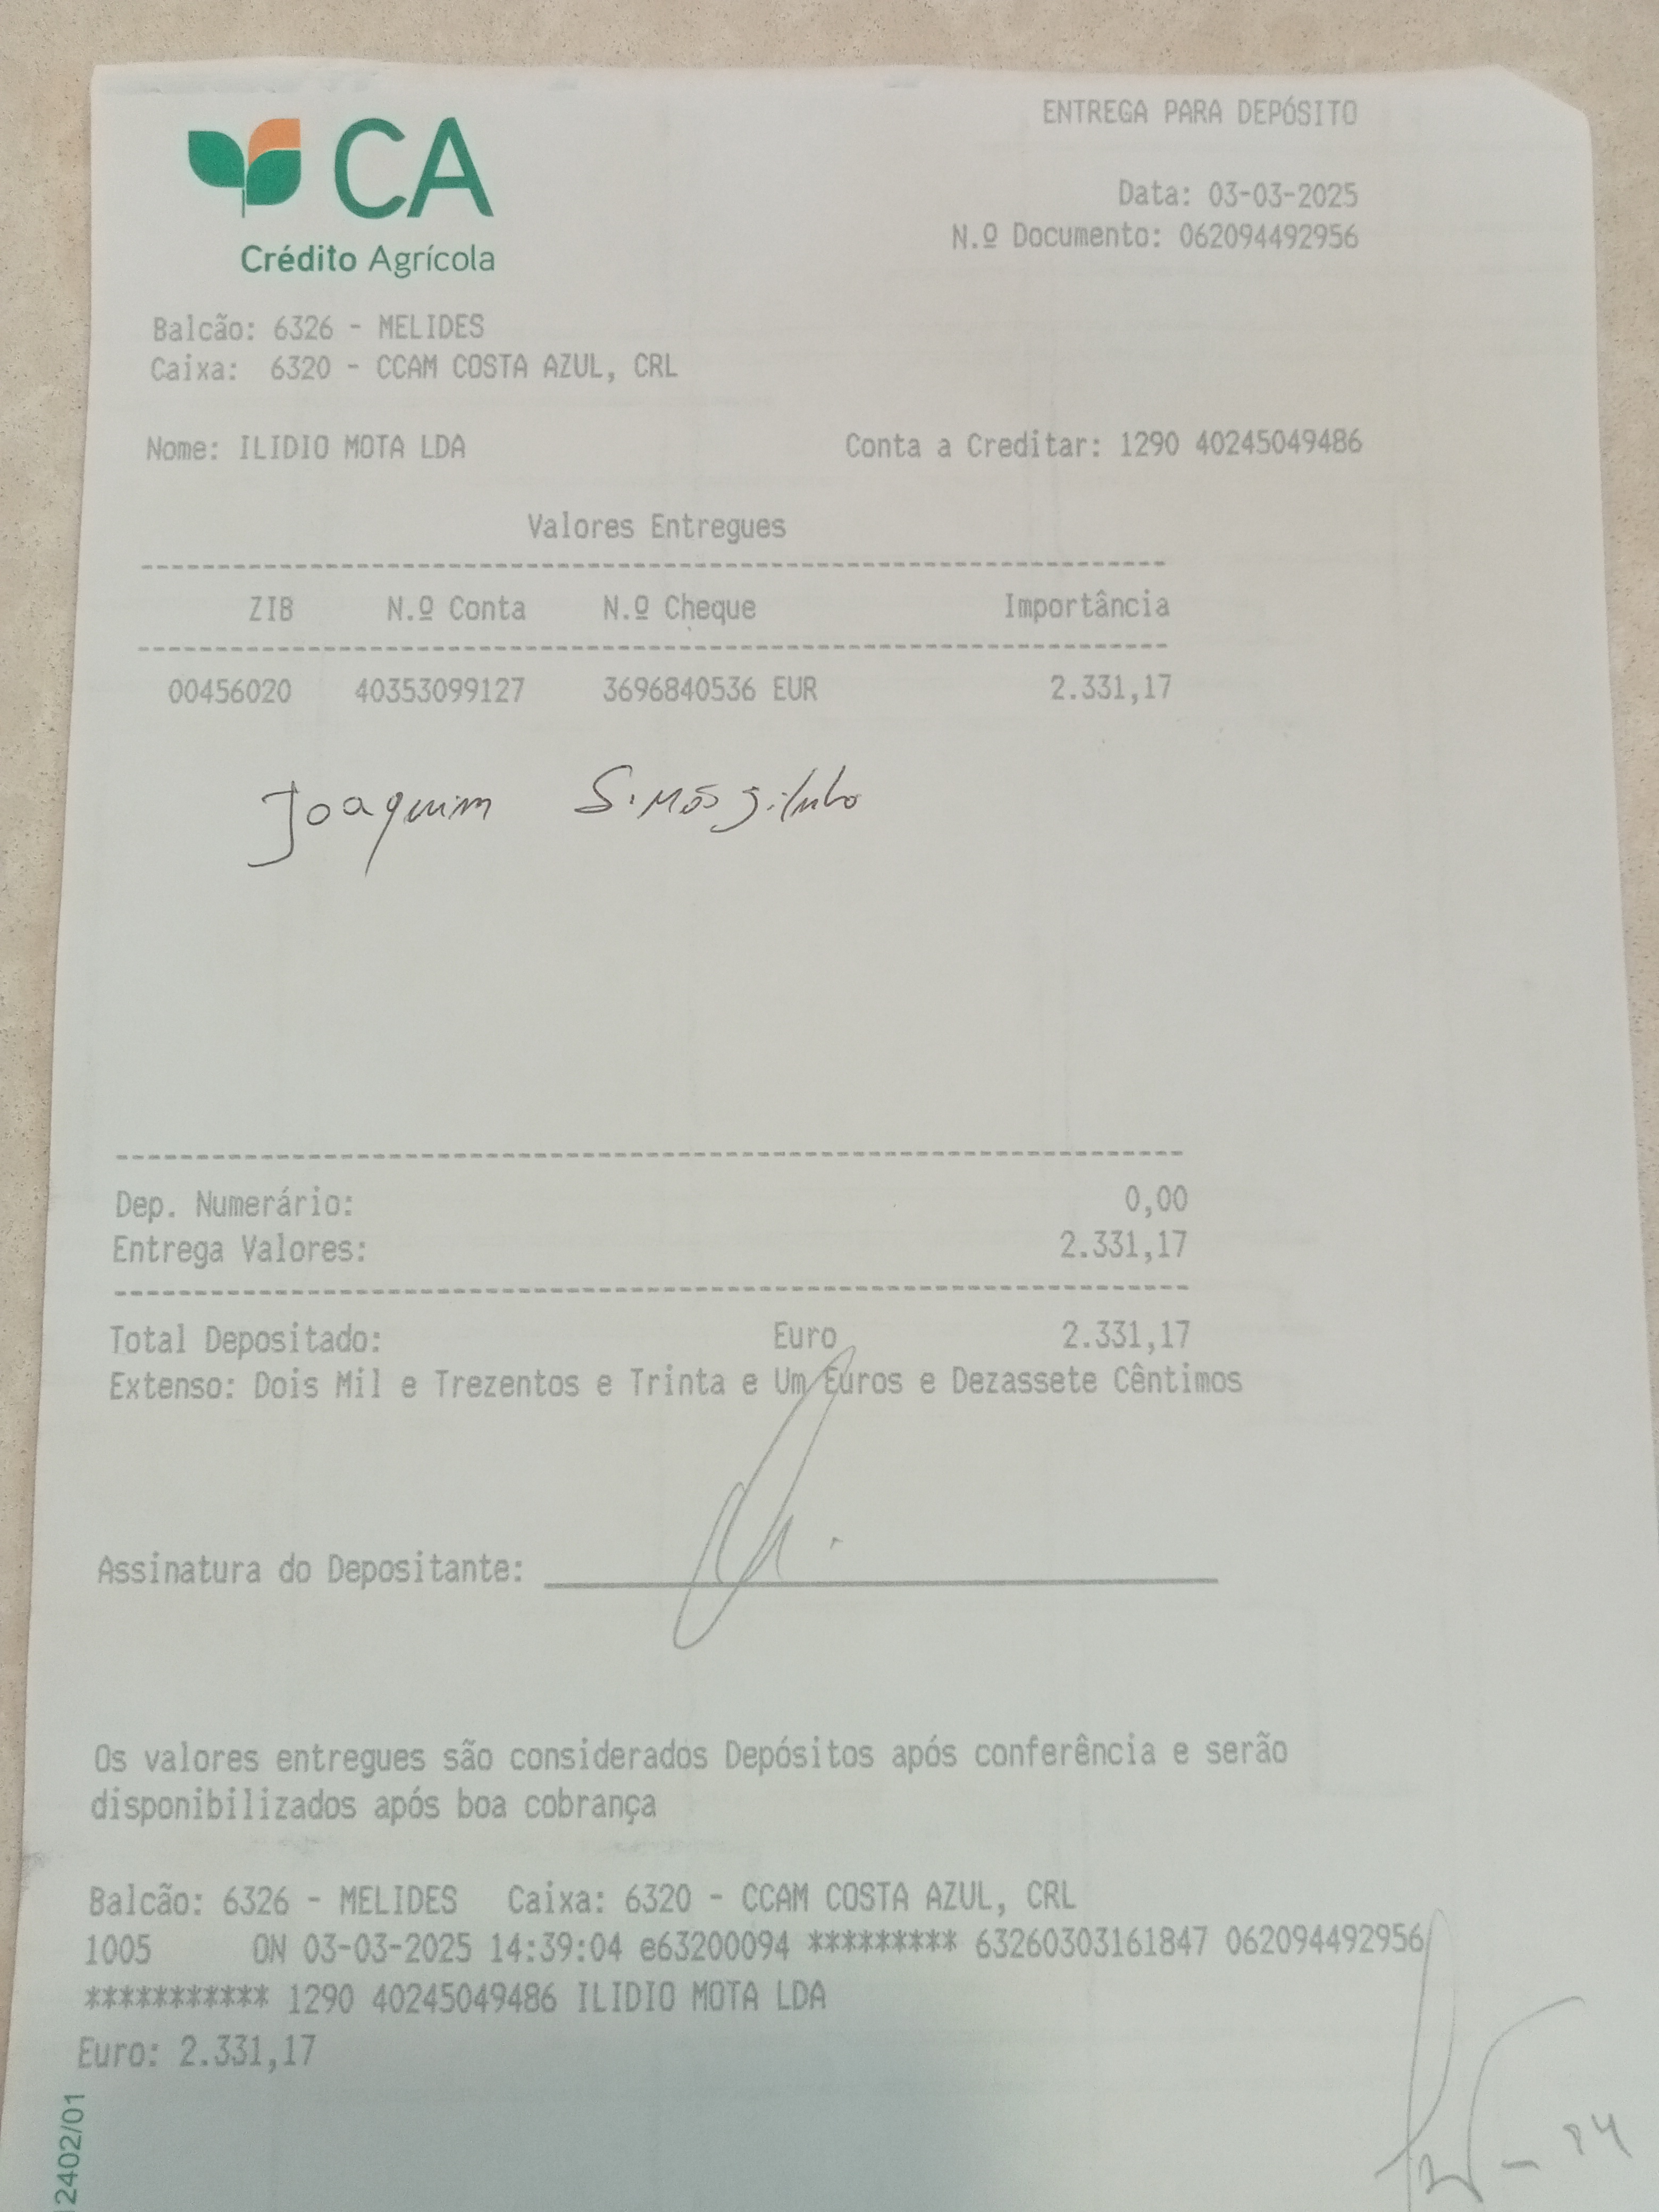 CA
Crédito Agrícola
ENTREGA PARA DEPÓSITO
Data: 03-03-2025
N.º Documento: 062094492956
Balcão: 6326 - MELIDES
Caixa: 6320 - CCAM COSTA AZUL, CRL
Nome: ILIDIO MOTA LDA Conta a Creditar: 1290 40245049486
Valores Entregues
ZIB N.º Conta N.º Cheque Importância
00456020 40353099127 3696840536 EUR 2.331,17
Joaquim
Dep. Numerário: 0,00
Entrega Valores: 2.331,17
Total Depositado: Euro 2.331,17
Extenso: Dois Mil e Trezentos e Trinta e Um Euros e Dezassete Cêntimos
Assinatura do Depositante:
Os valores entregues são considerados Depósitos após conferência e serão
disponibilizados após boa cobrança
Balcão: 6326 - MELIDES Caixa: 6320 - CCAM COSTA AZUL, CRL
1005 ON 03-03-2025 14:39:04 e63200094 ********* 63260303161847 062094492956
*********** 1290 40245049486 ILIDIO MOTA LDA
Euro: 2.331,17
12402/01